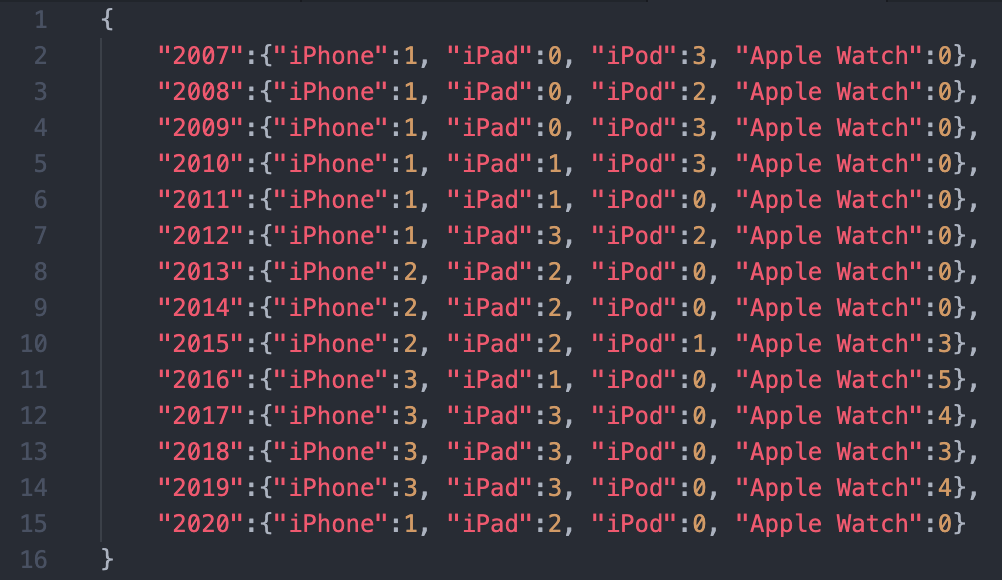 1 {
2 "2007":{"iPhone":1, "iPad":0, "iPod":3, "Apple Watch":0},
3 "2008":{"iPhone":1, "iPad":0, "iPod":2, "Apple Watch":0},
4 "2009":{"iPhone":1, "iPad":0, "iPod":3, "Apple Watch":0},
5 "2010":{"iPhone":1, "iPad":1, "iPod":3, "Apple Watch":0},
6 "2011":{"iPhone":1, "iPad":1, "iPod":0, "Apple Watch":0},
7 "2012":{"iPhone":1, "iPad":3, "iPod":2, "Apple Watch":0},
8 "2013":{"iPhone":2, "iPad":2, "iPod":0, "Apple Watch":0},
9 "2014":{"iPhone":2, "iPad":2, "iPod":0, "Apple Watch":0},
10 "2015":{"iPhone":2, "iPad":2, "iPod":1, "Apple Watch":3},
11 "2016":{"iPhone":3, "iPad":1, "iPod":0, "Apple Watch":5},
12 "2017":{"iPhone":3, "iPad":3, "iPod":0, "Apple Watch":4},
13 "2018":{"iPhone":3, "iPad":3, "iPod":0, "Apple Watch":3},
14 "2019":{"iPhone":3, "iPad":3, "iPod":0, "Apple Watch":4},
15 "2020":{"iPhone":1, "iPad":2, "iPod":0, "Apple Watch":0}
16 }